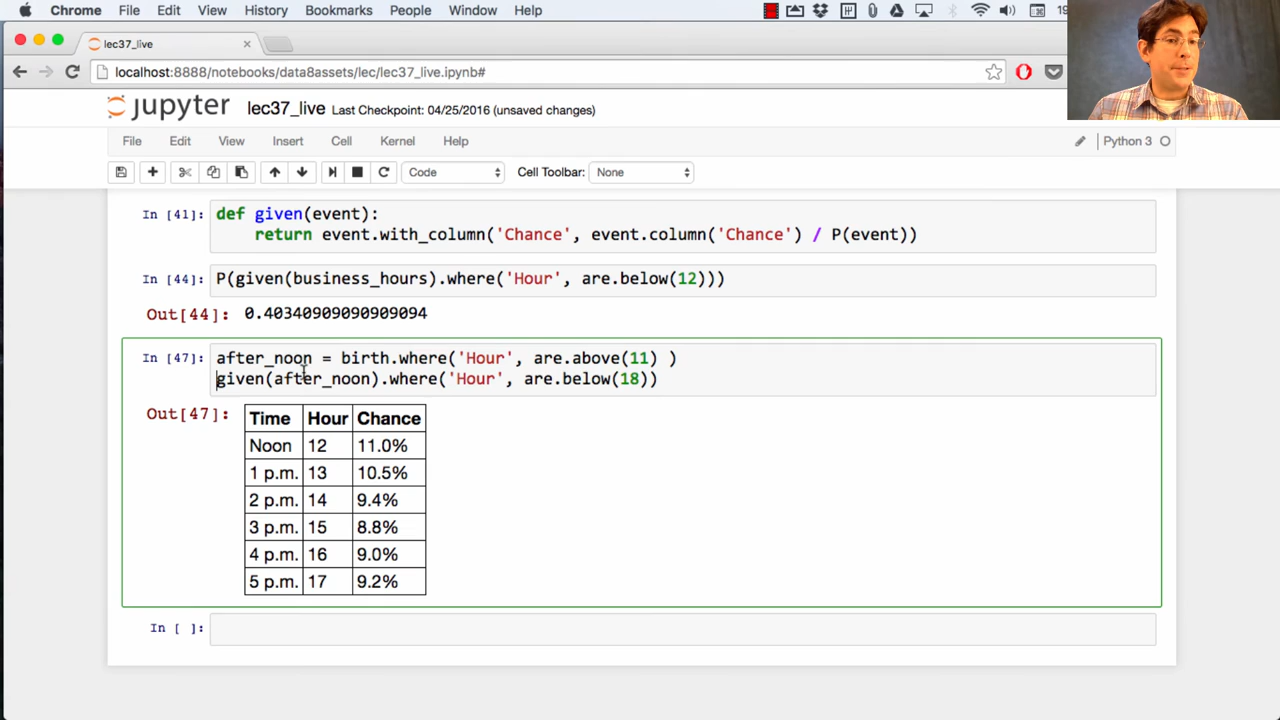 Chrome File Edit View History Bookmarks People Window Help
lec37_live
localhost:8888/notebooks/data8assets/lec/lec37_live.ipynb#
jupyter lec37_live Last Checkpoint: 04/25/2016 (unsaved changes)
File Edit View Insert Cell Kernel Help Python 3
Code Cell Toolbar: None
In [41]: def given(event):
return event.with_column('Chance', event.column('Chance') / P(event))
In [44]: P(given(business_hours).where('Hour', are.below(12)))
Out[44]: 0.40340909090909094
In [47]: after_noon = birth.where('Hour', are.above(11) )
given(after_noon).where('Hour', are.below(18))
Out[47]: Time Hour Chance
Noon 12 11.0%
1 p.m. 13 10.5%
2 p.m. 14 9.4%
3 p.m. 15 8.8%
4 p.m. 16 9.0%
5 p.m. 17 9.2%
In [ ]: